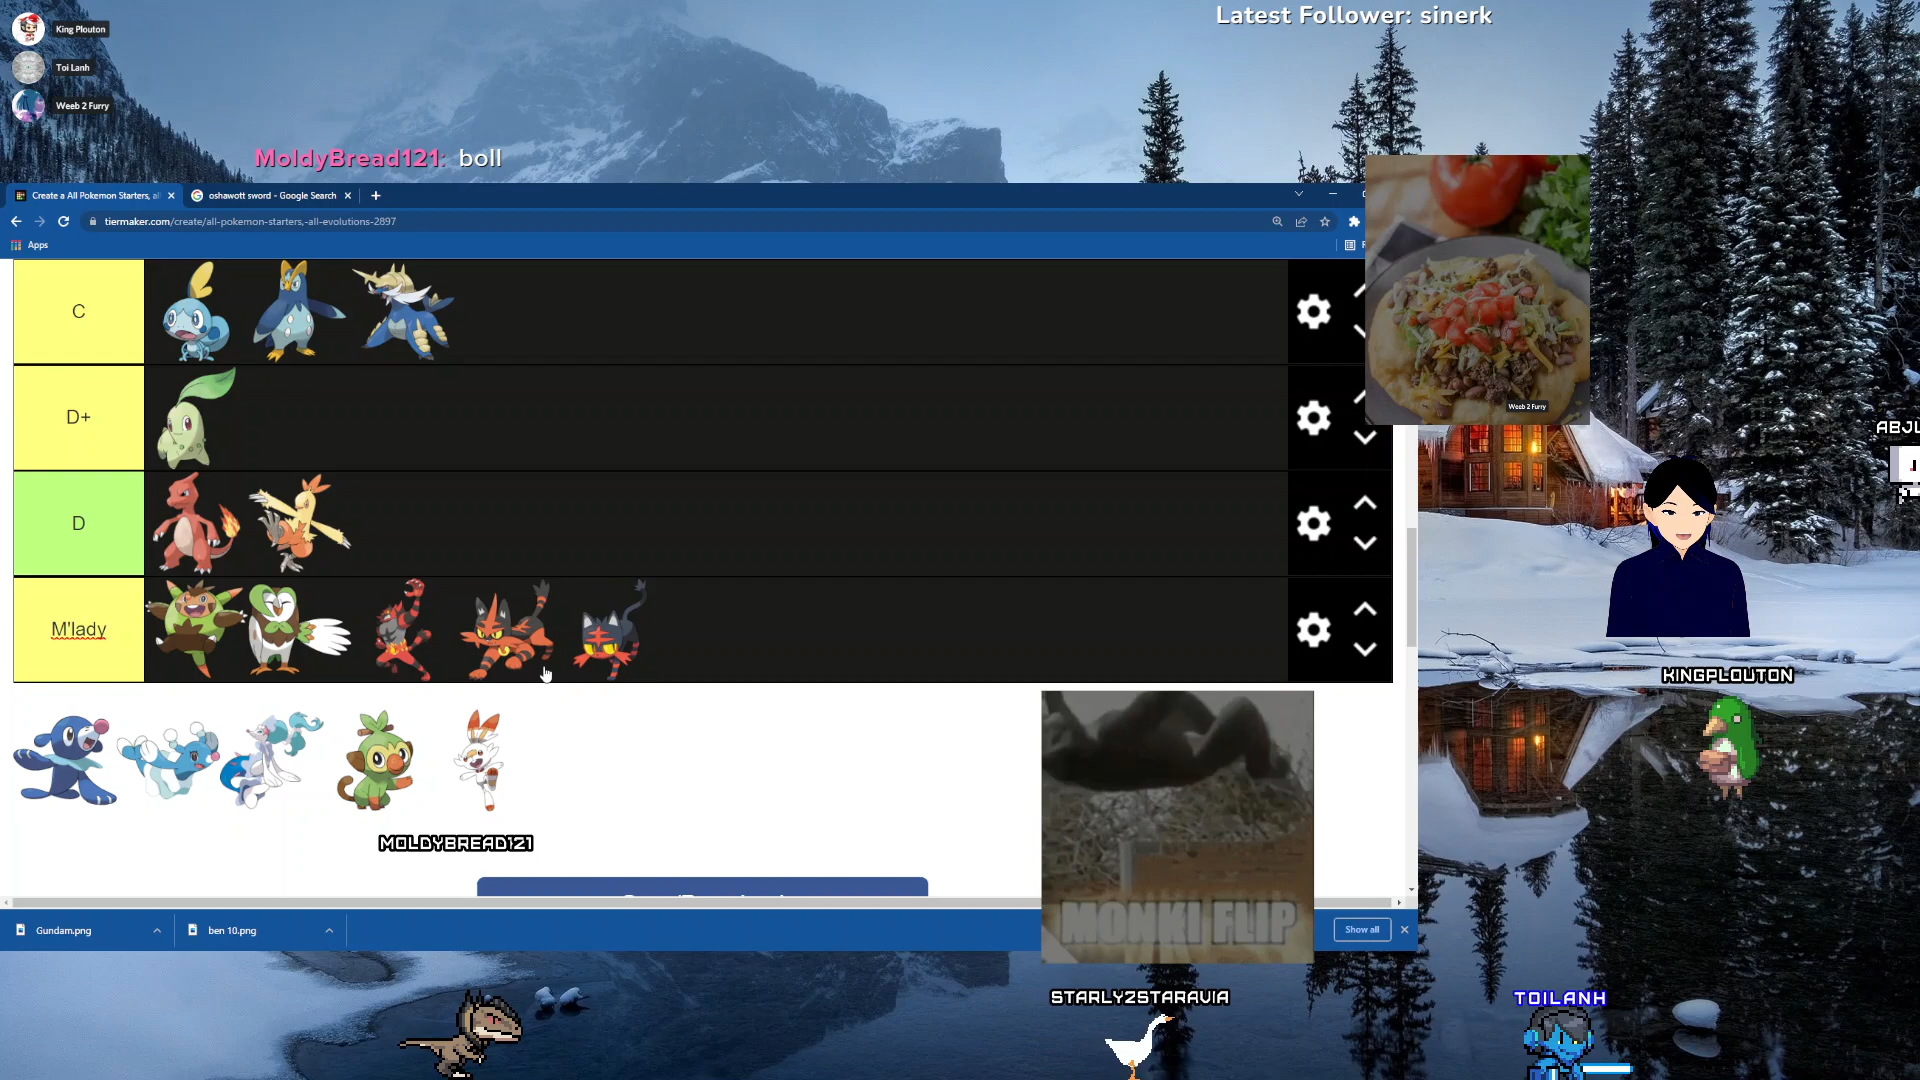 Latest Follower: sinerk
King Plouton
Toi Lanh
Weeb 2 Furry
MoldyBread121: boll
Create a All Pokemon Starters, al
oshawott sword - Google Search
tiermaker.com/create/all-pokemon-starters,-all-evolutions-2897
Apps
C
D+
Weeb 2 Furry
ABJU
D
M'lady
KINGPLOUTON
MOLDYBREAD121
MONKI FLIP
Gundam.png
ben 10.png
Show all
STARLY2STARAVIA
TOILANH